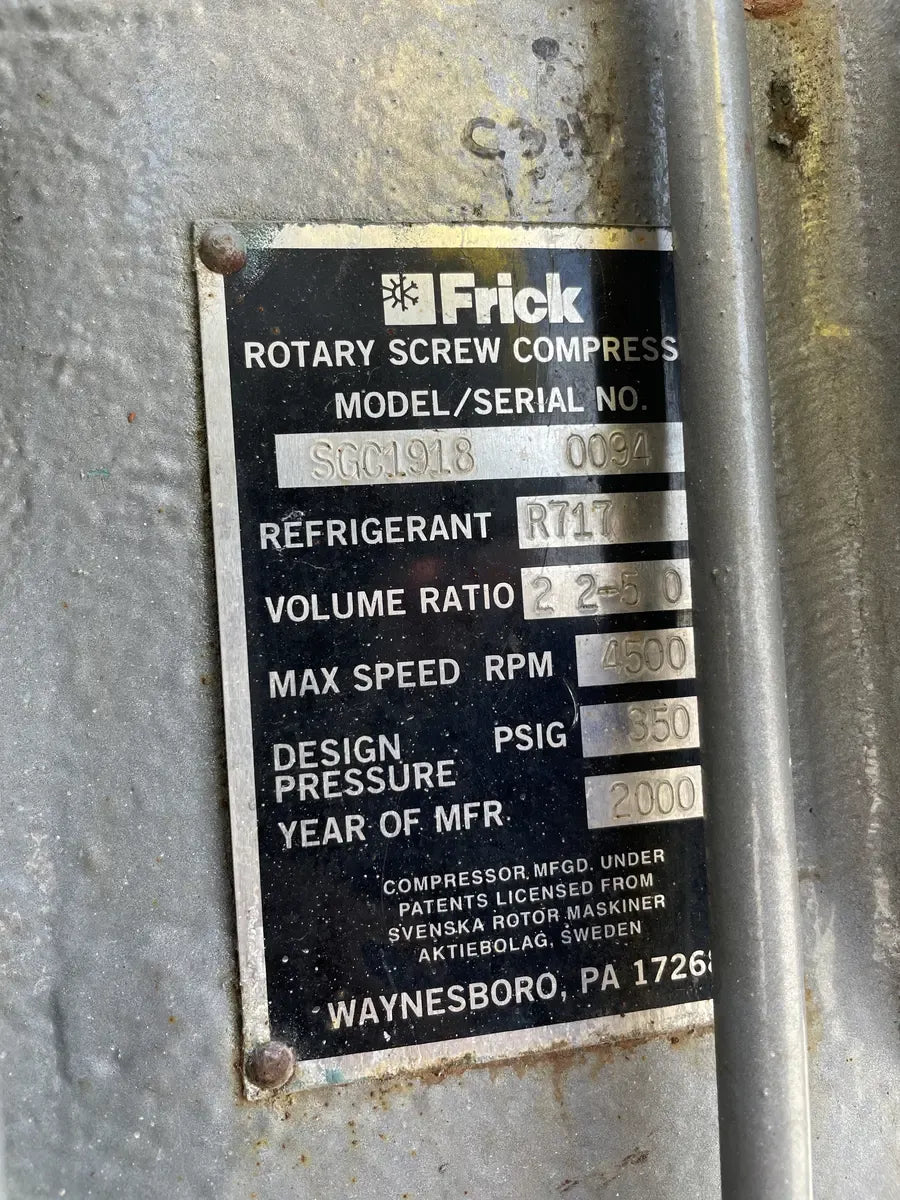 Frick
ROTARY SCREW COMPRESS
MODEL/SERIAL NO.
SGC1918 0094
REFRIGERANT R717
VOLUME RATIO 2 2-5 0
MAX SPEED RPM 4500
DESIGN PRESSURE PSIG 350
YEAR OF MFR 2000
COMPRESSOR MFGD. UNDER
PATENTS LICENSED FROM
SVENSKA ROTOR MASKINER
AKTIEBOLAG, SWEDEN
WAYNESBORO, PA 17268